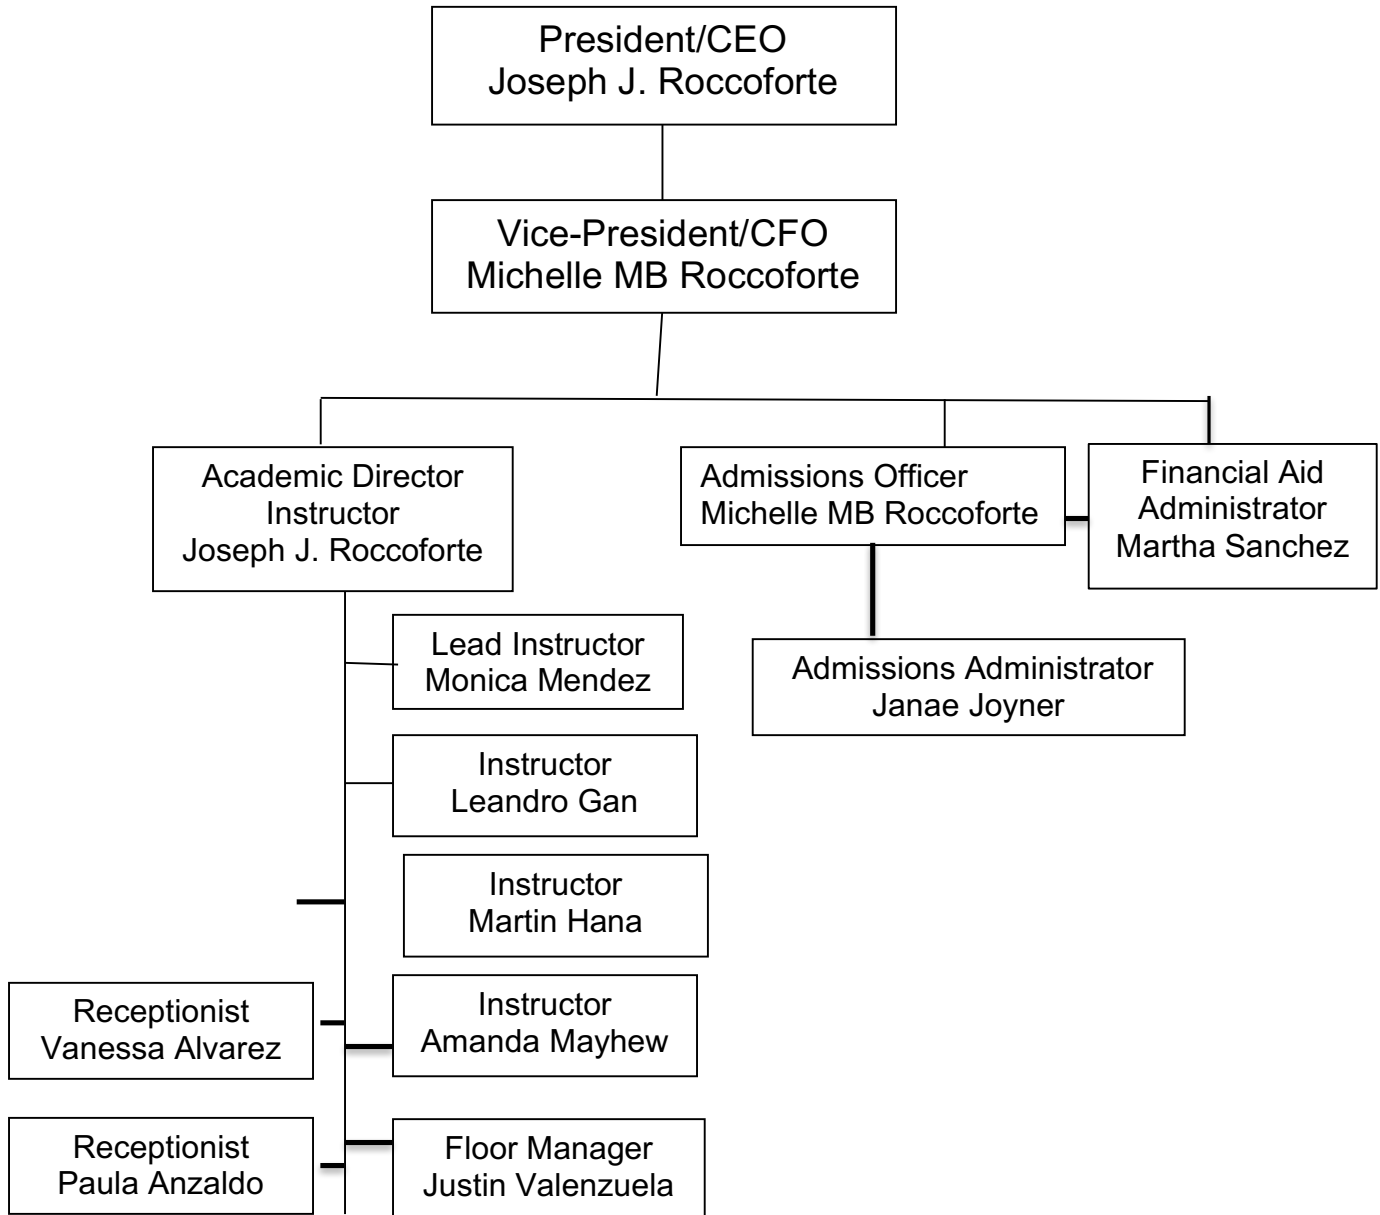 President/CEO
Joseph J. Roccoforte
Vice-President/CFO
Michelle MB Roccoforte
Academic Director
Instructor
Joseph J. Roccoforte
Admissions Officer
Michelle MB Roccoforte
Financial Aid
Administrator
Martha Sanchez
Lead Instructor
Monica Mendez
Admissions Administrator
Janae Joyner
Instructor
Leandro Gan
Instructor
Martin Hana
Receptionist
Vanessa Alvarez
Instructor
Amanda Mayhew
Receptionist
Paula Anzaldo
Floor Manager
Justin Valenzuela